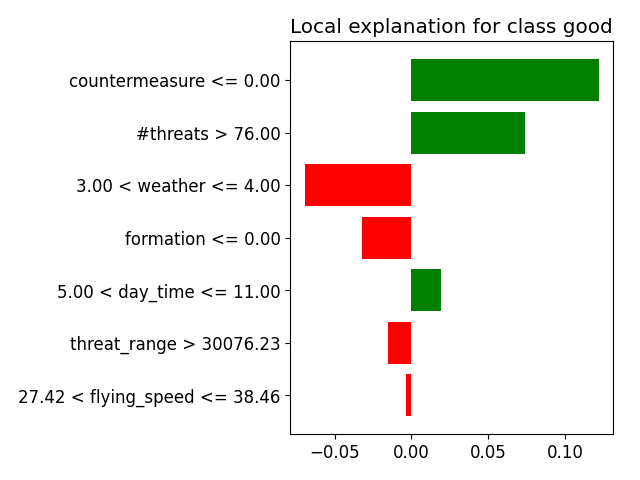 Local explanation for class good
countermeasure <= 0.00
#threats > 76.00
3.00 < weather <= 4.00
formation <= 0.00
5.00 < day_time <= 11.00
threat_range > 30076.23
27.42 < flying_speed <= 38.46
−0.05 0.00 0.05 0.10